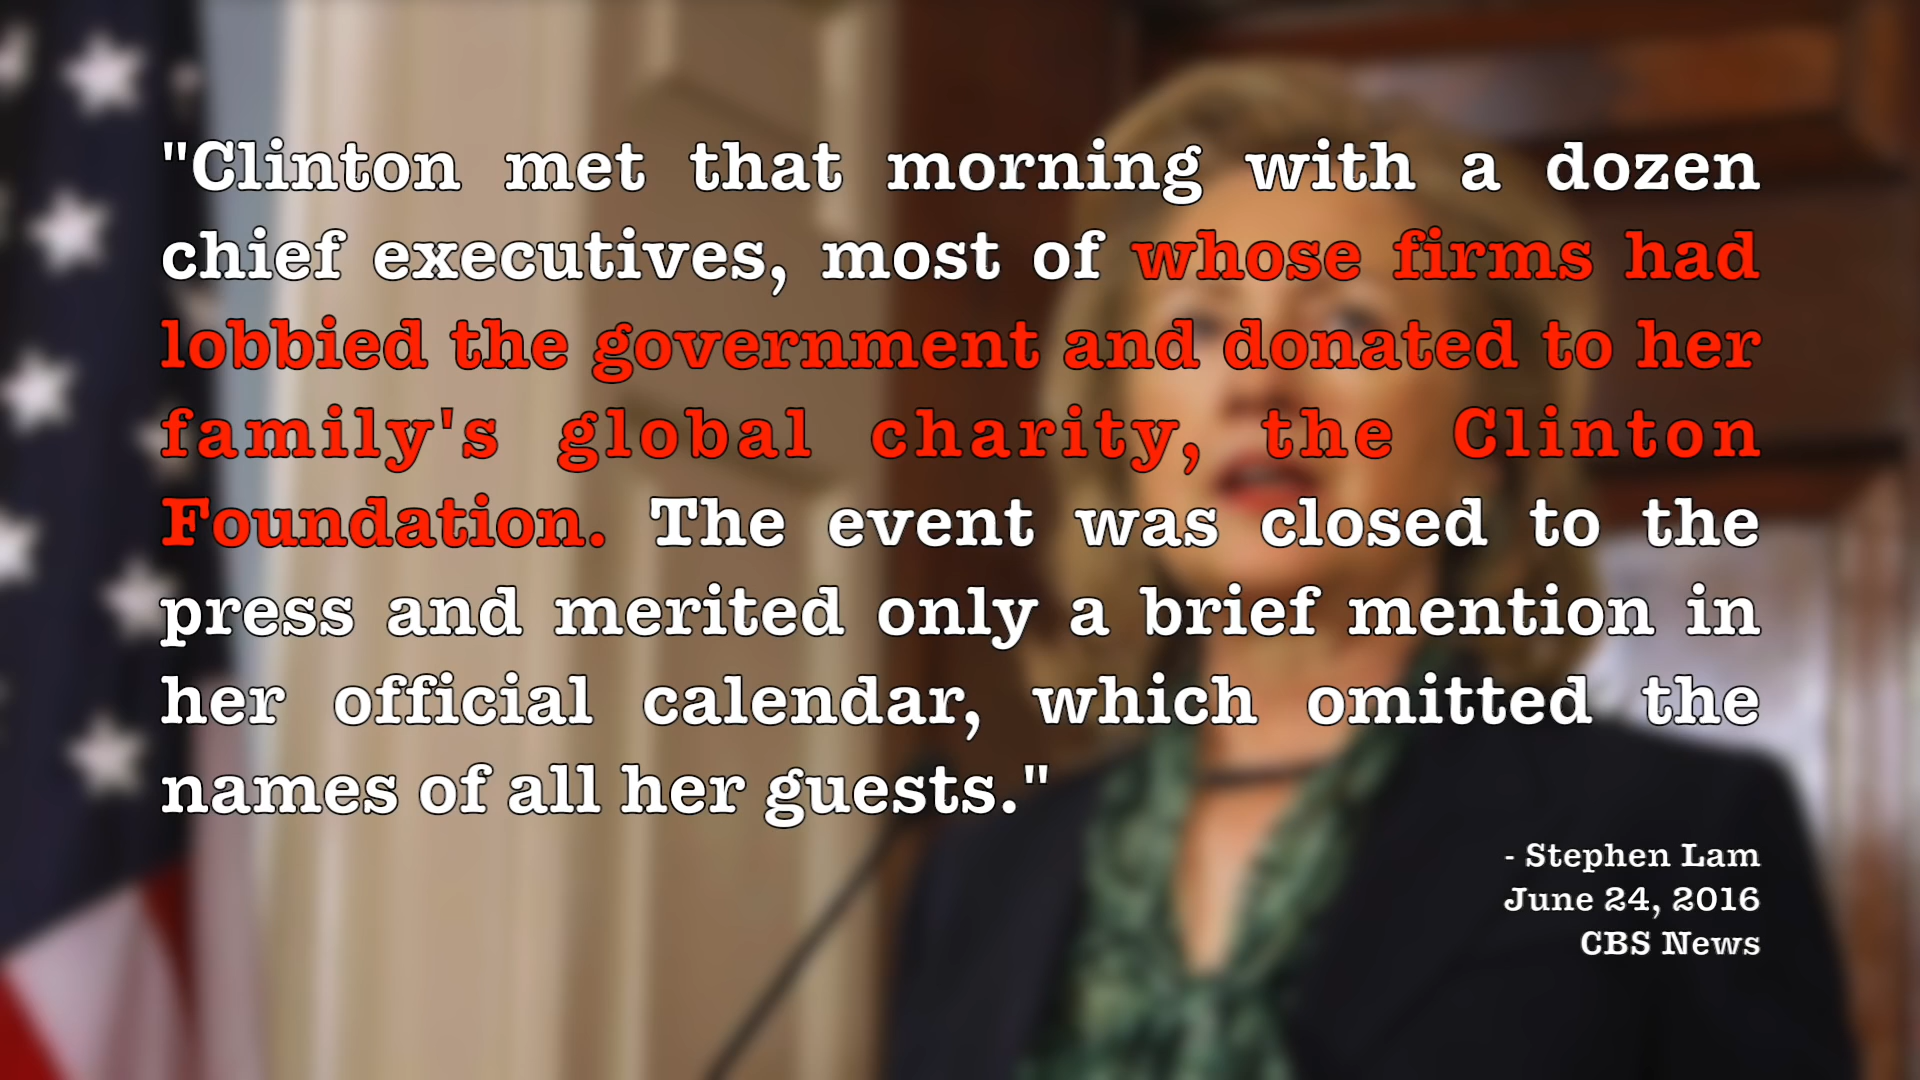 "Clinton met that morning with a dozen
chief executives, most of whose firms had
lobbied the government and donated to her
family's global charity, the Clinton
Foundation. The event was closed to the
press and merited only a brief mention in
her official calendar, which omitted the
names of all her guests."
- Stephen Lam
June 24, 2016
CBS News